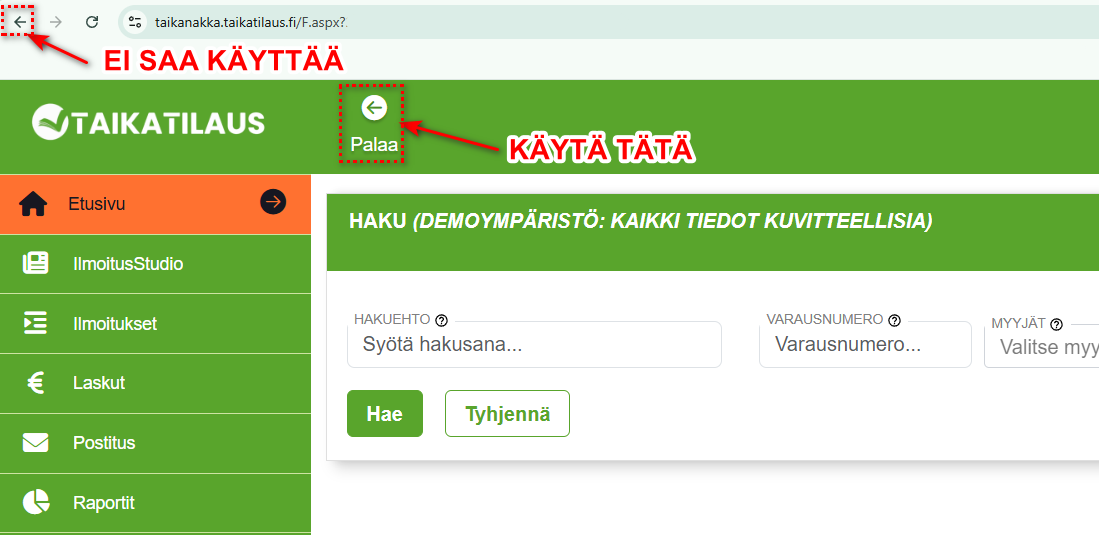 taikanakka.taikatilaus.fi/F.aspx?
EI SAA KÄYTTÄÄ
TAIKATILAUS
Palaa
KÄYTÄ TÄTÄ
Etusivu
HAKU (DEMOYMPÄRISTÖ: KAIKKI TIEDOT KUVITTEELLISIA)
IlmoitusStudio
Ilmoitukset
HAKUEHTO
VARAUSNUMERO
MYYJÄT
Syötä hakusana...
Varausnumero...
Valitse myy
Laskut
Hae
Tyhjennä
Postitus
Raportit